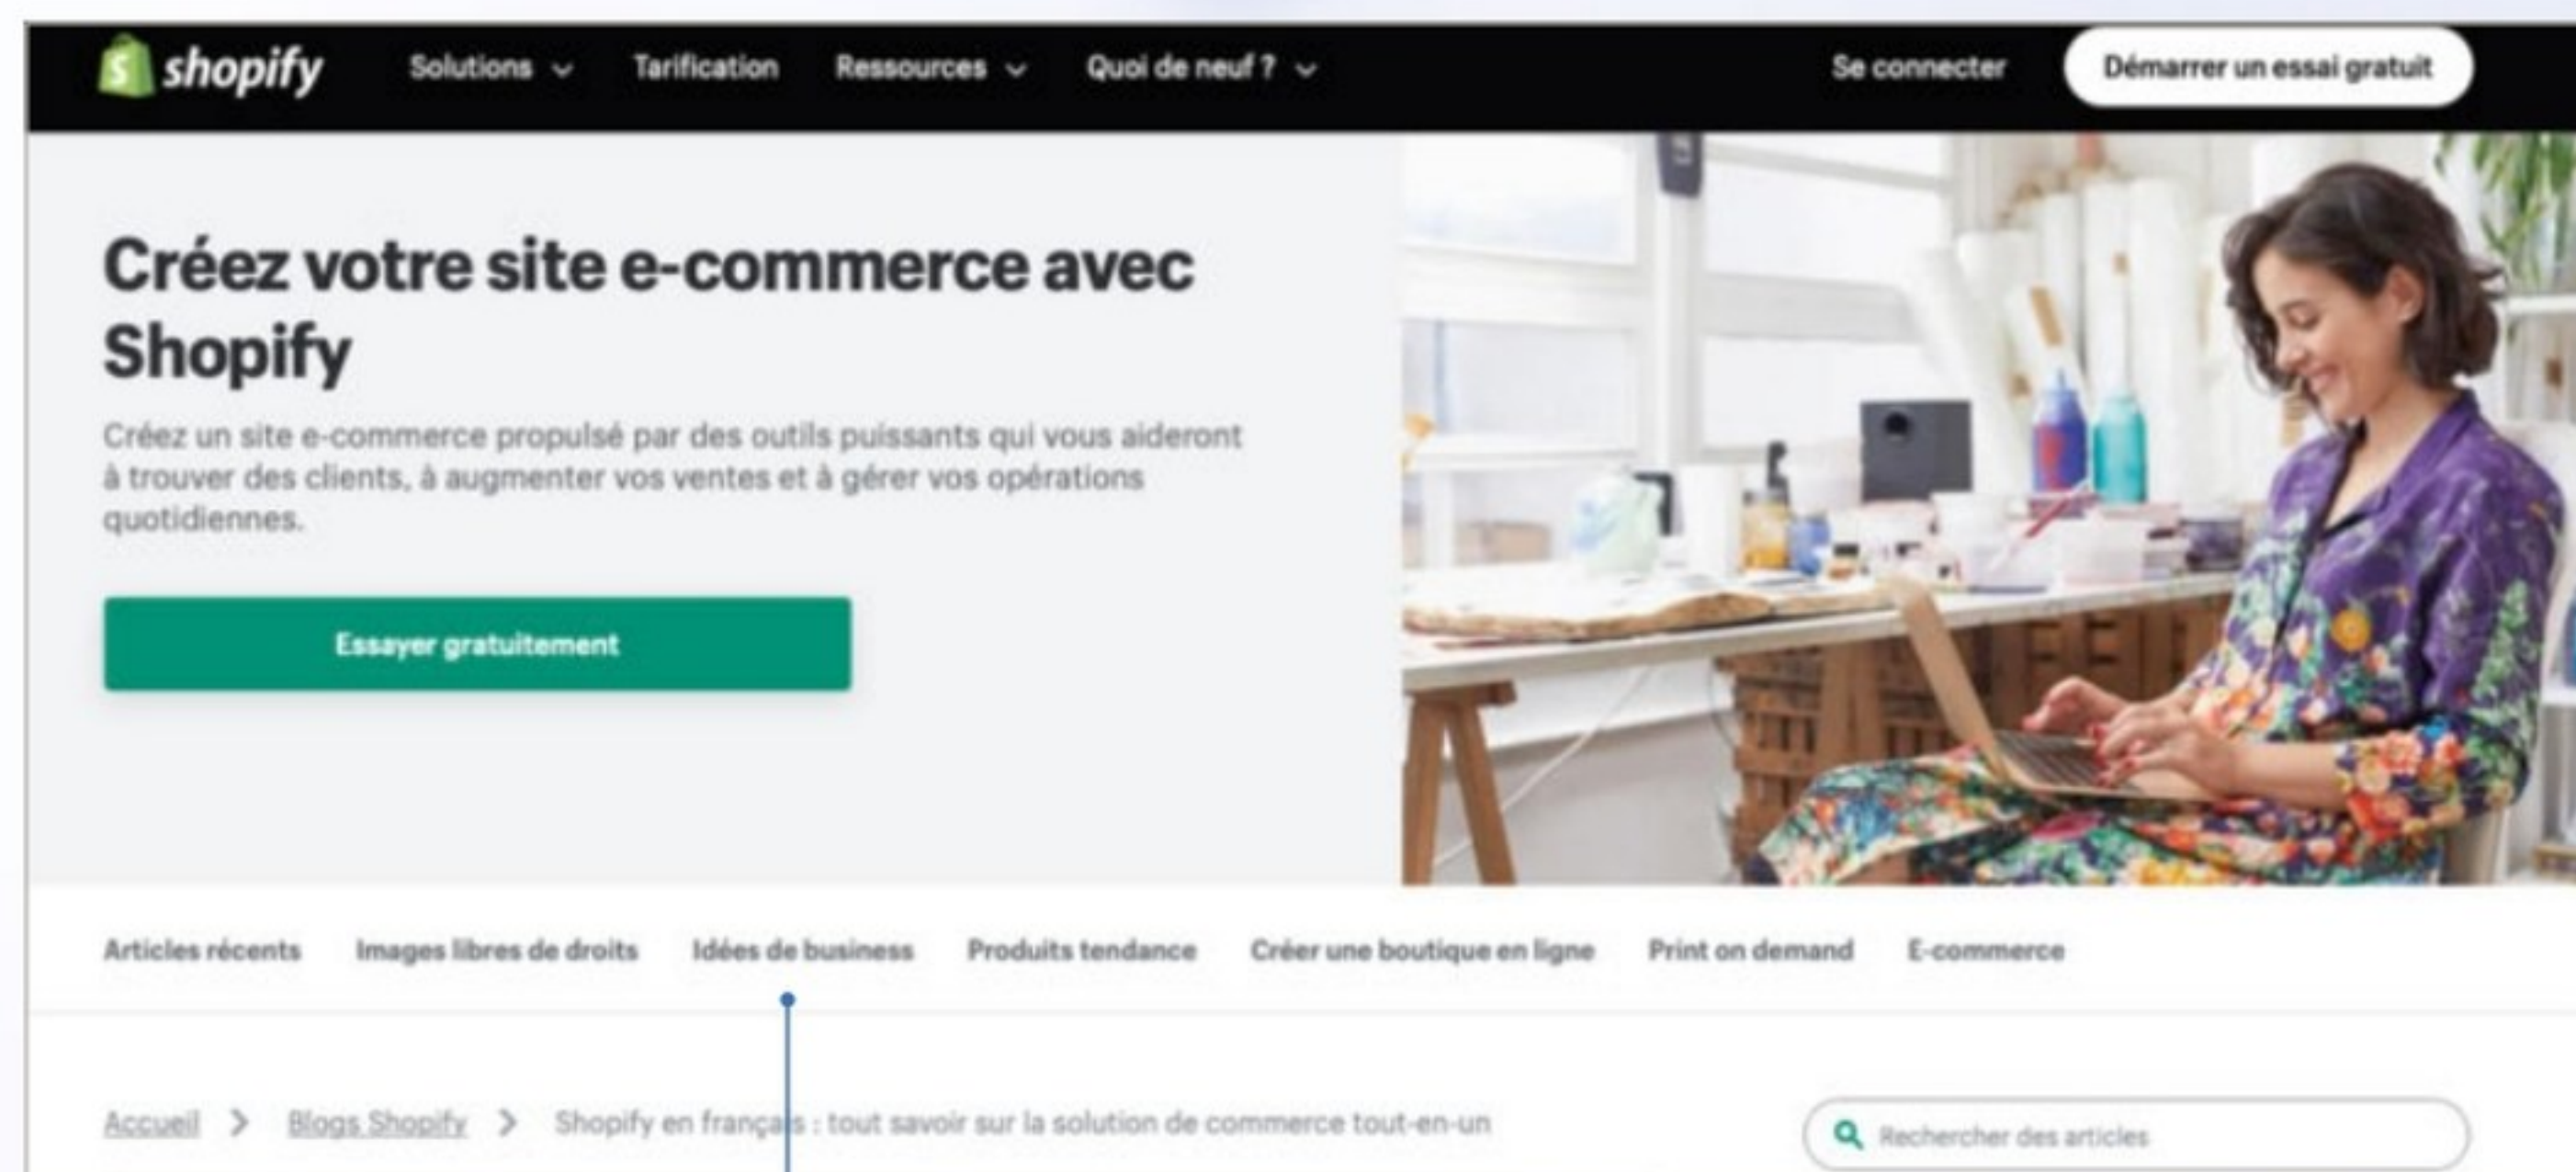 shopify Solutions Tarification Ressources Quoi de neuf ? Se connecter Démarrer un essai gratuit
Créez votre site e-commerce avec
Shopify
Créez un site e-commerce propulsé par des outils puissants qui vous aideront
à trouver des clients, à augmenter vos ventes et à gérer vos opérations
quotidiennes.
Essayer gratuitement
Articles récents Images libres de droits Idées de business Produits tendance Créer une boutique en ligne Print on demand E-commerce
Accueil Blogs Shopify Shopify en français : tout savoir sur la solution de commerce tout-en-un
Rechercher des articles